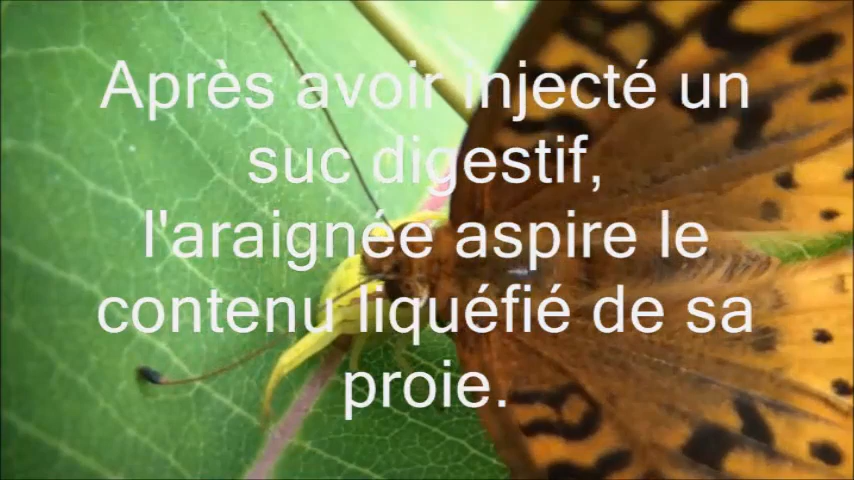 Après avoir injecté un
suc digestif,
l'araignée aspire le
contenu liquéfié de sa
proie.